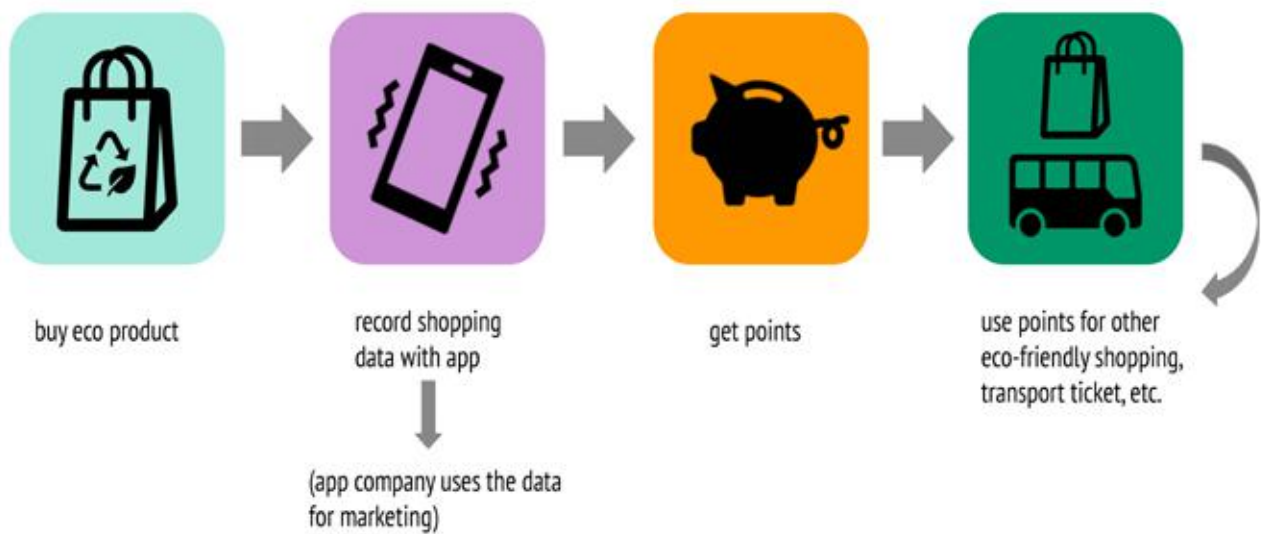 buy eco product
record shopping
data with app
(app company uses the data
for marketing)
get points
use points for other
eco-friendly shopping,
transport ticket, etc.